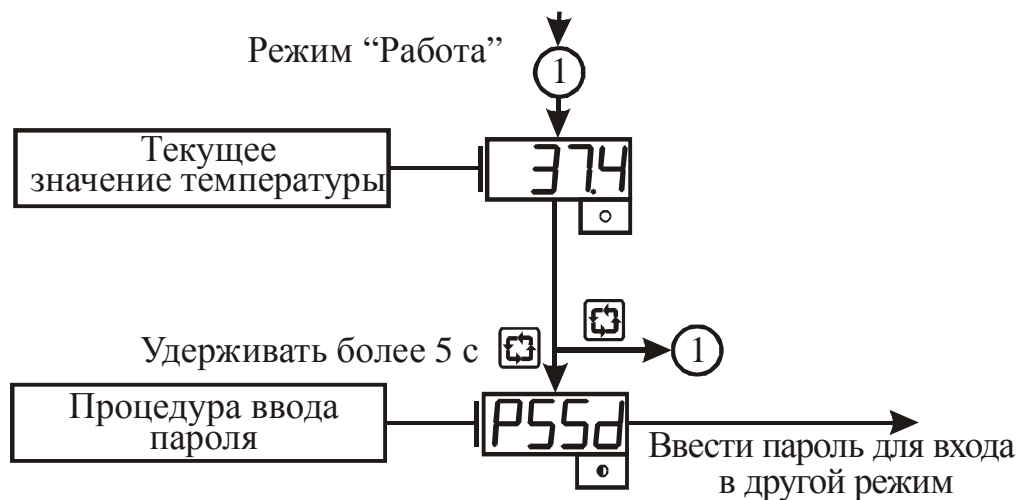 Режим “Работа”
1
Текущее
значение температуры
37.4
Удерживать более 5 с
1
Процедура ввода
пароля
PSSd
Ввести пароль для входа
в другой режим